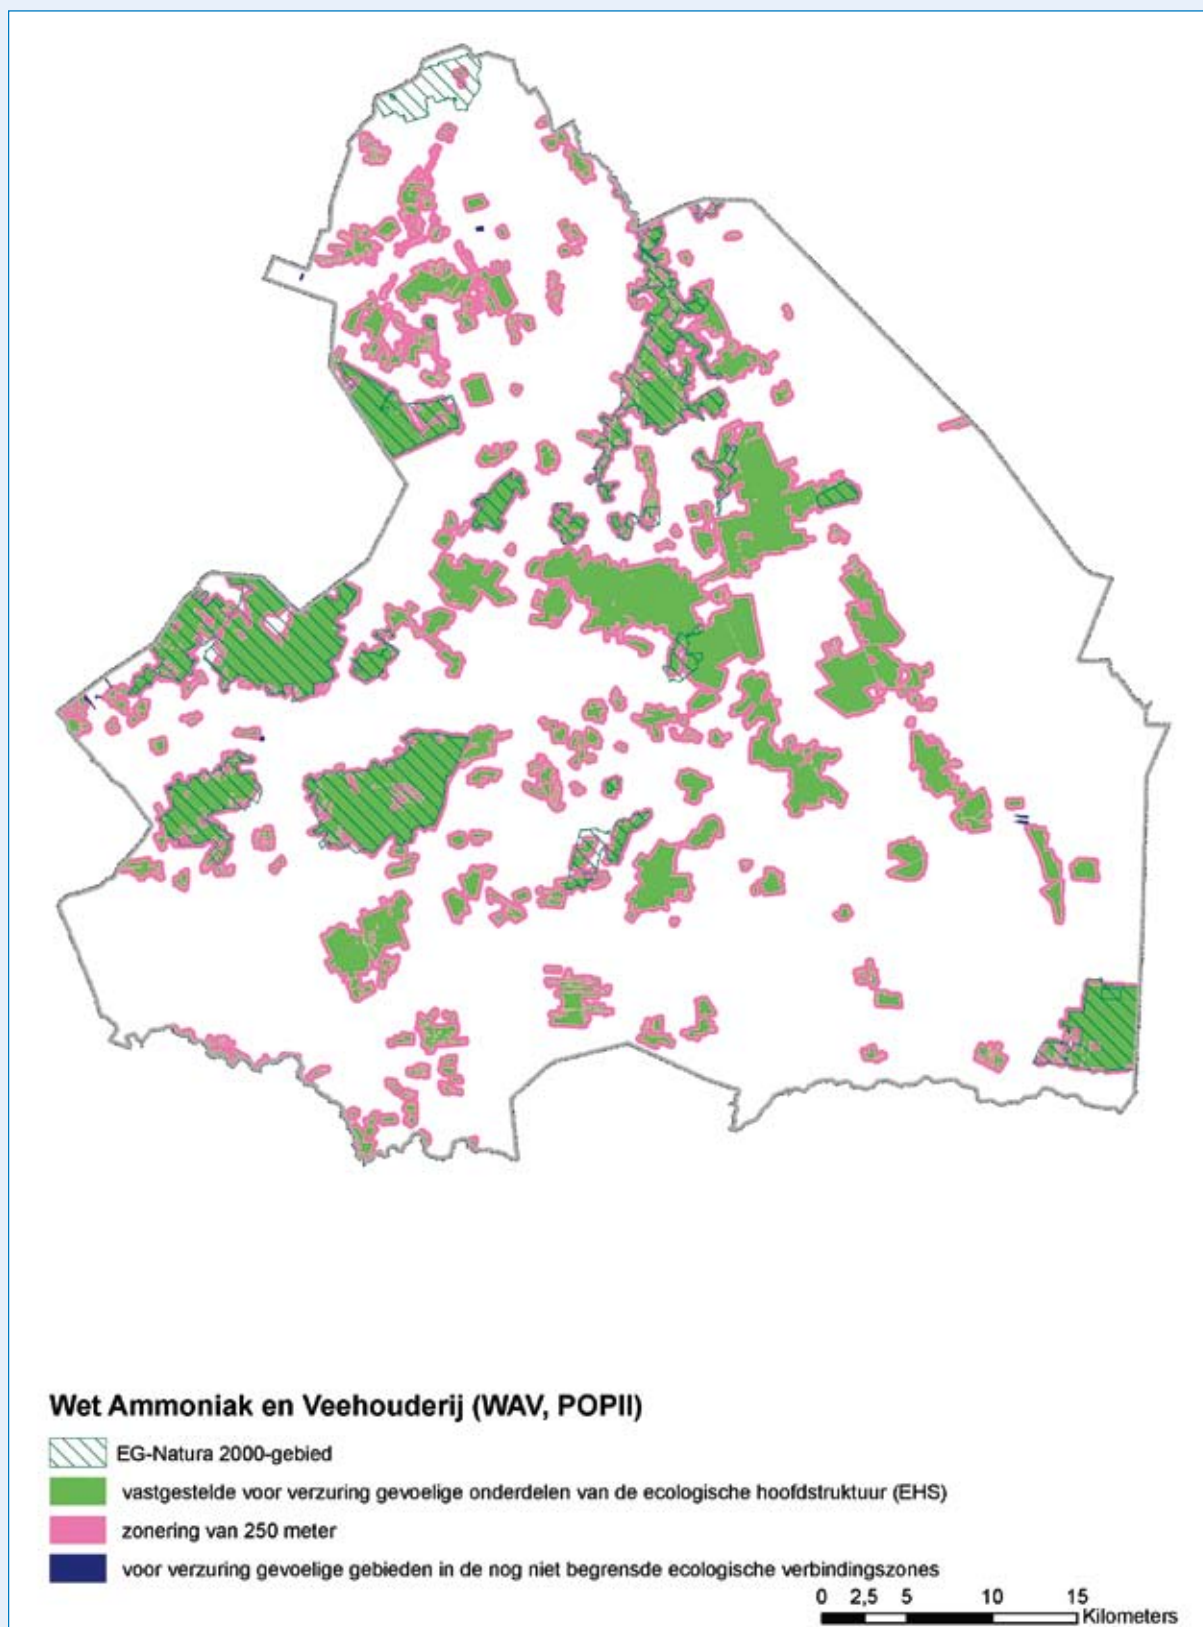 Wet Ammoniak en Veehouderij (WAV, POPII)
EG-Natura 2000-gebied
vastgestelde voor verzuring gevoelige onderdelen van de ecologische hoofdstruktuur (EHS)
zonering van 250 meter
voor verzuring gevoelige gebieden in de nog niet begrensde ecologische verbindingszones
0 2,5 5 10 15
Kilometers